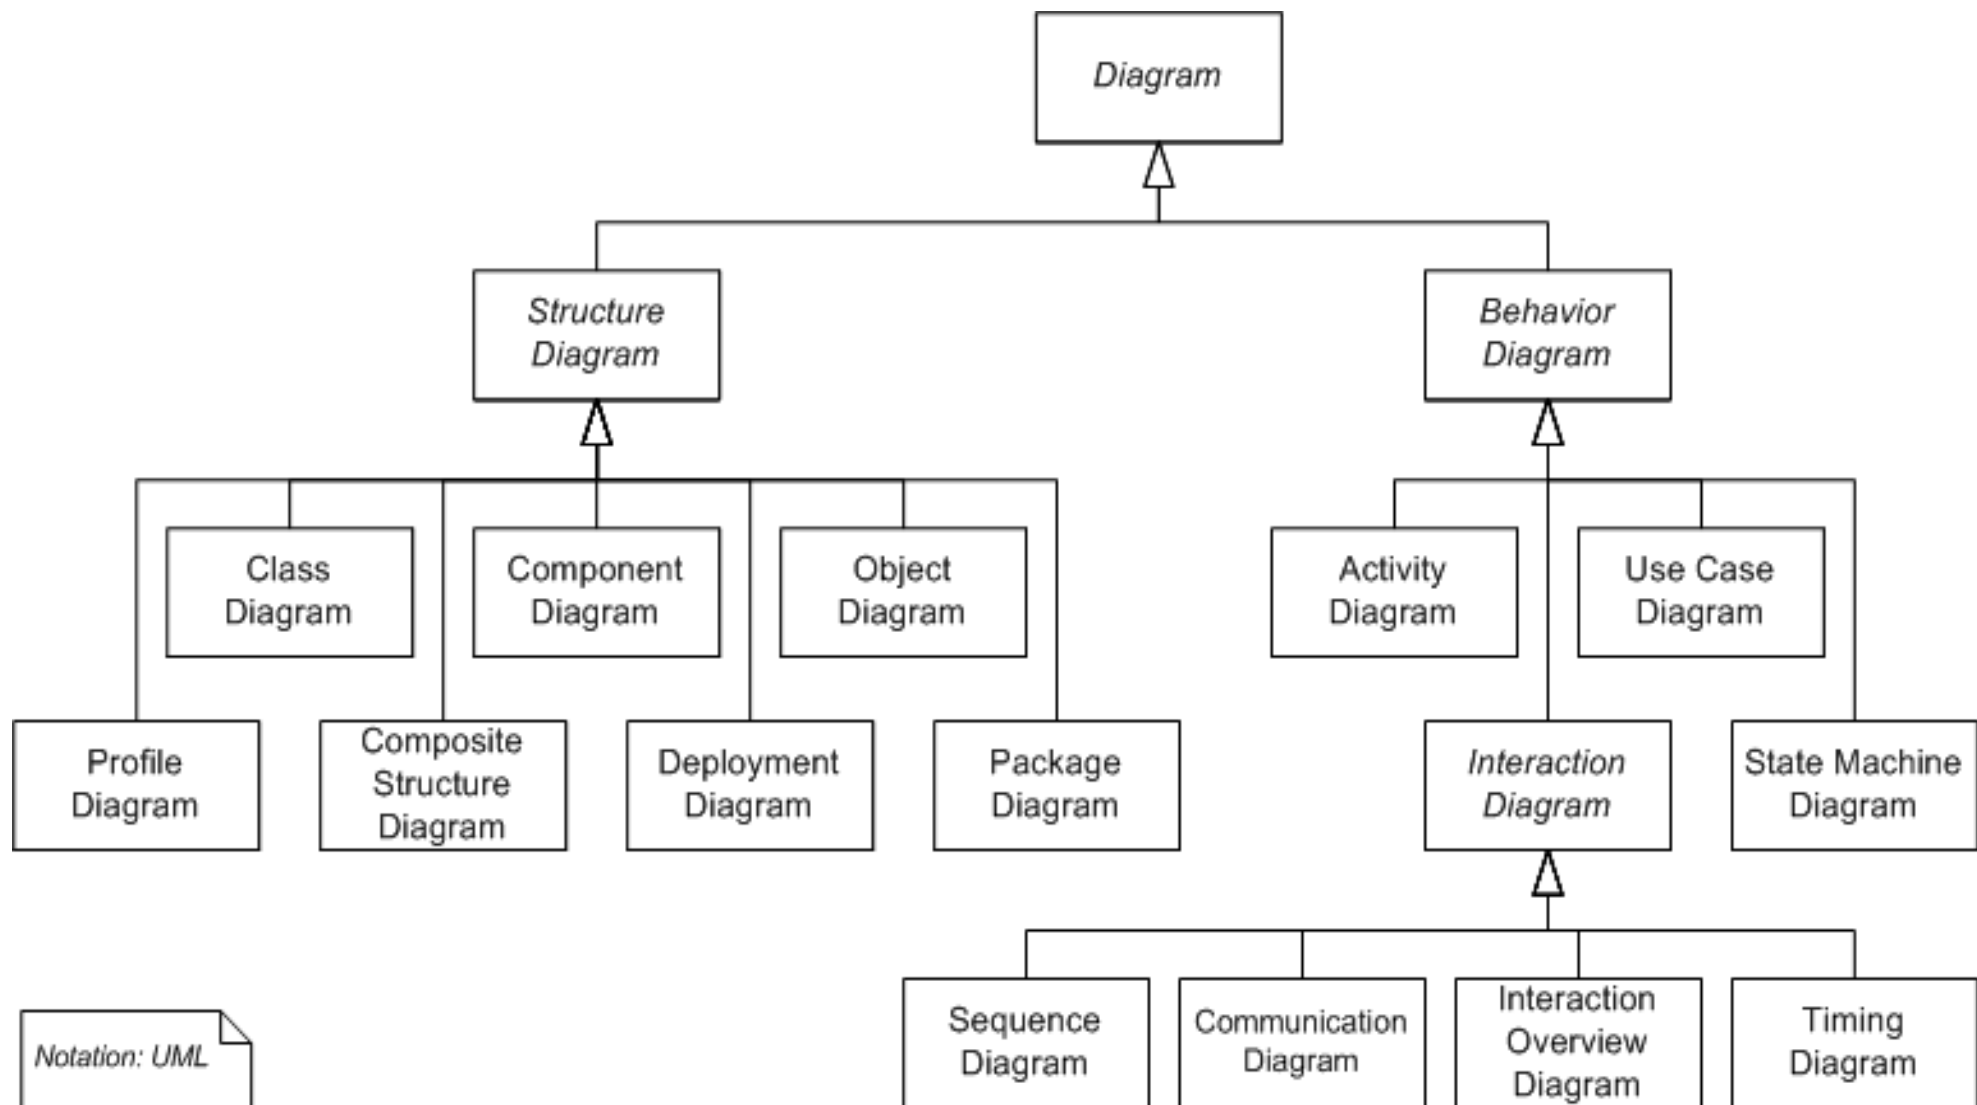 Diagram
Structure
Diagram
Behavior
Diagram
Class
Diagram
Component
Diagram
Object
Diagram
Activity
Diagram
Use Case
Diagram
Profile
Diagram
Composite
Structure
Diagram
Deployment
Diagram
Package
Diagram
Interaction
Diagram
State Machine
Diagram
Sequence
Diagram
Communication
Diagram
Interaction
Overview
Diagram
Timing
Diagram
Notation: UML